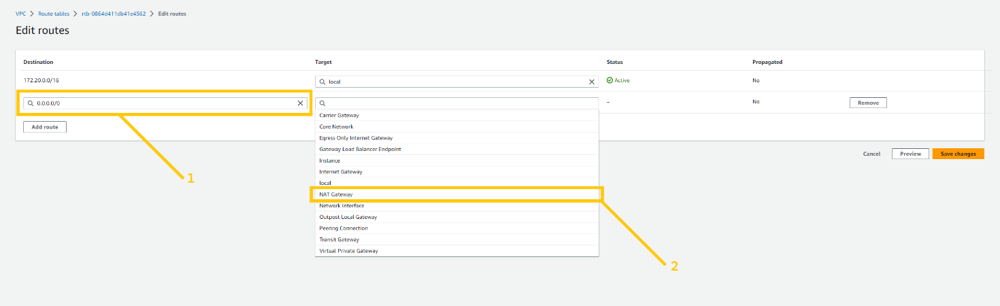 VPC > Route tables > rtb-0864d411db41e4562 > Edit routes
Edit routes
Destination Target Status Propagated
172.20.0.0/16 local Active No
0.0.0.0/0 – No Remove
Carrier Gateway
Add route
Core Network
Egress Only Internet Gateway
Gateway Load Balancer Endpoint
Cancel Preview Save changes
Instance
Internet Gateway
1
local
NAT Gateway
Network Interface
Outpost Local Gateway
Peering Connection
Transit Gateway
Virtual Private Gateway
2